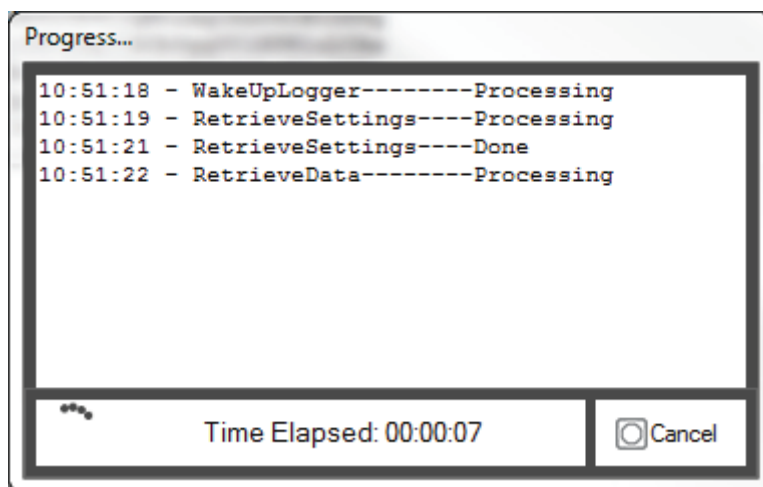 Progress...
10:51:18 - WakeUpLogger--------Processing
10:51:19 - RetrieveSettings----Processing
10:51:21 - RetrieveSettings----Done
10:51:22 - RetrieveData--------Processing
Time Elapsed: 00:00:07
Cancel